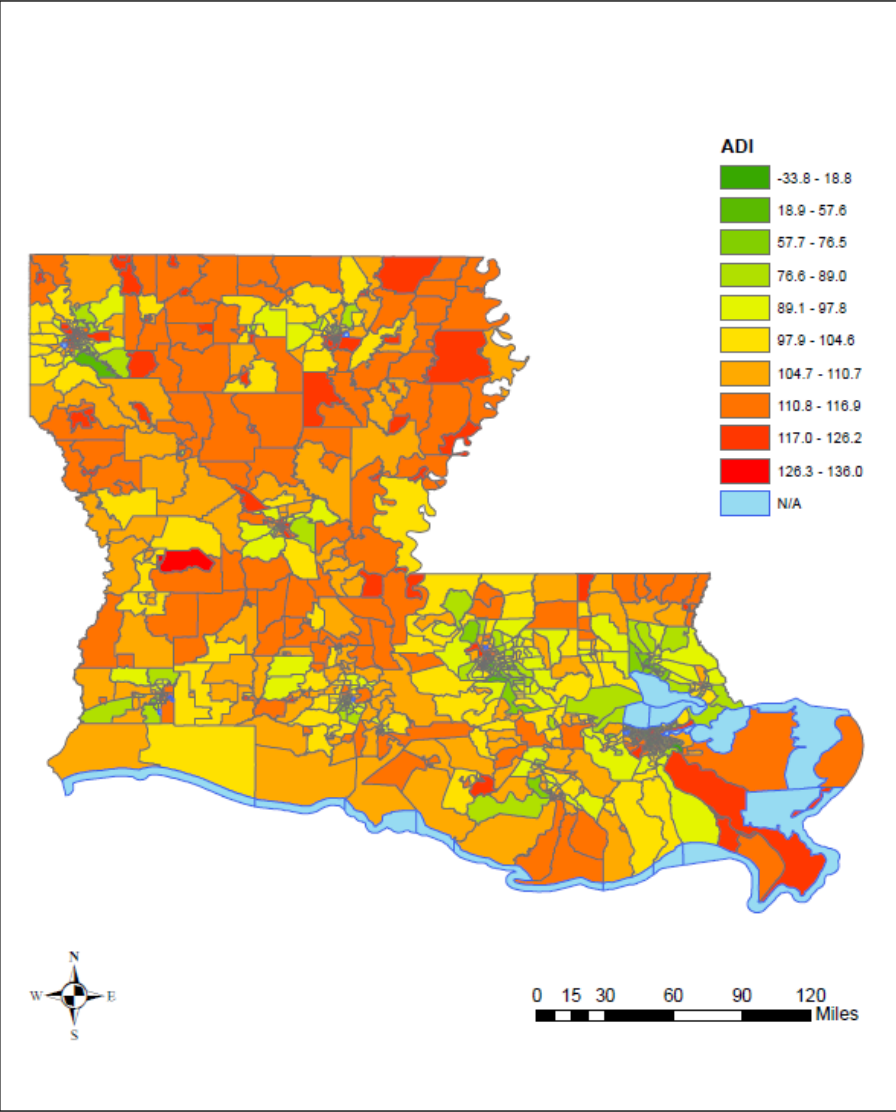 ADI
-33.8 - 18.8
18.9 - 57.6
57.7 - 76.5
76.6 - 89.0
89.1 - 97.8
97.9 - 104.6
104.7 - 110.7
110.8 - 116.9
117.0 - 126.2
126.3 - 136.0
N/A
N
W E
S
0 15 30 60 90 120
Miles